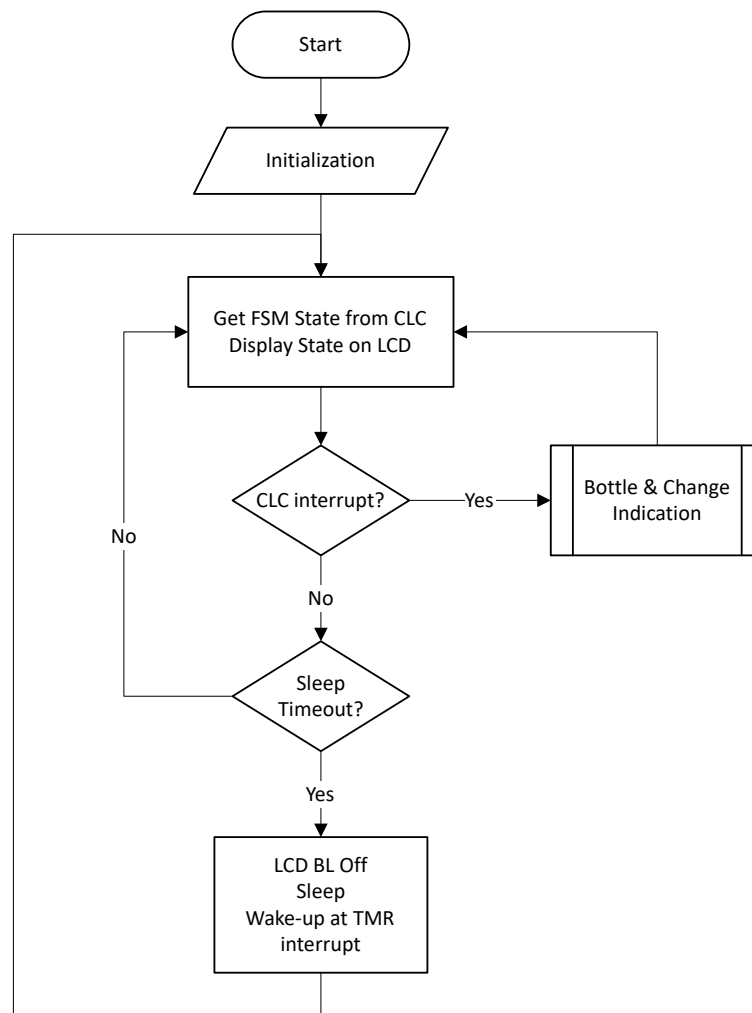 Start
Initialization
Get FSM State from CLC
Display State on LCD
CLC interrupt?
Yes
Bottle & Change
Indication
No
No
Sleep
Timeout?
Yes
LCD BL Off
Sleep
Wake-up at TMR
interrupt